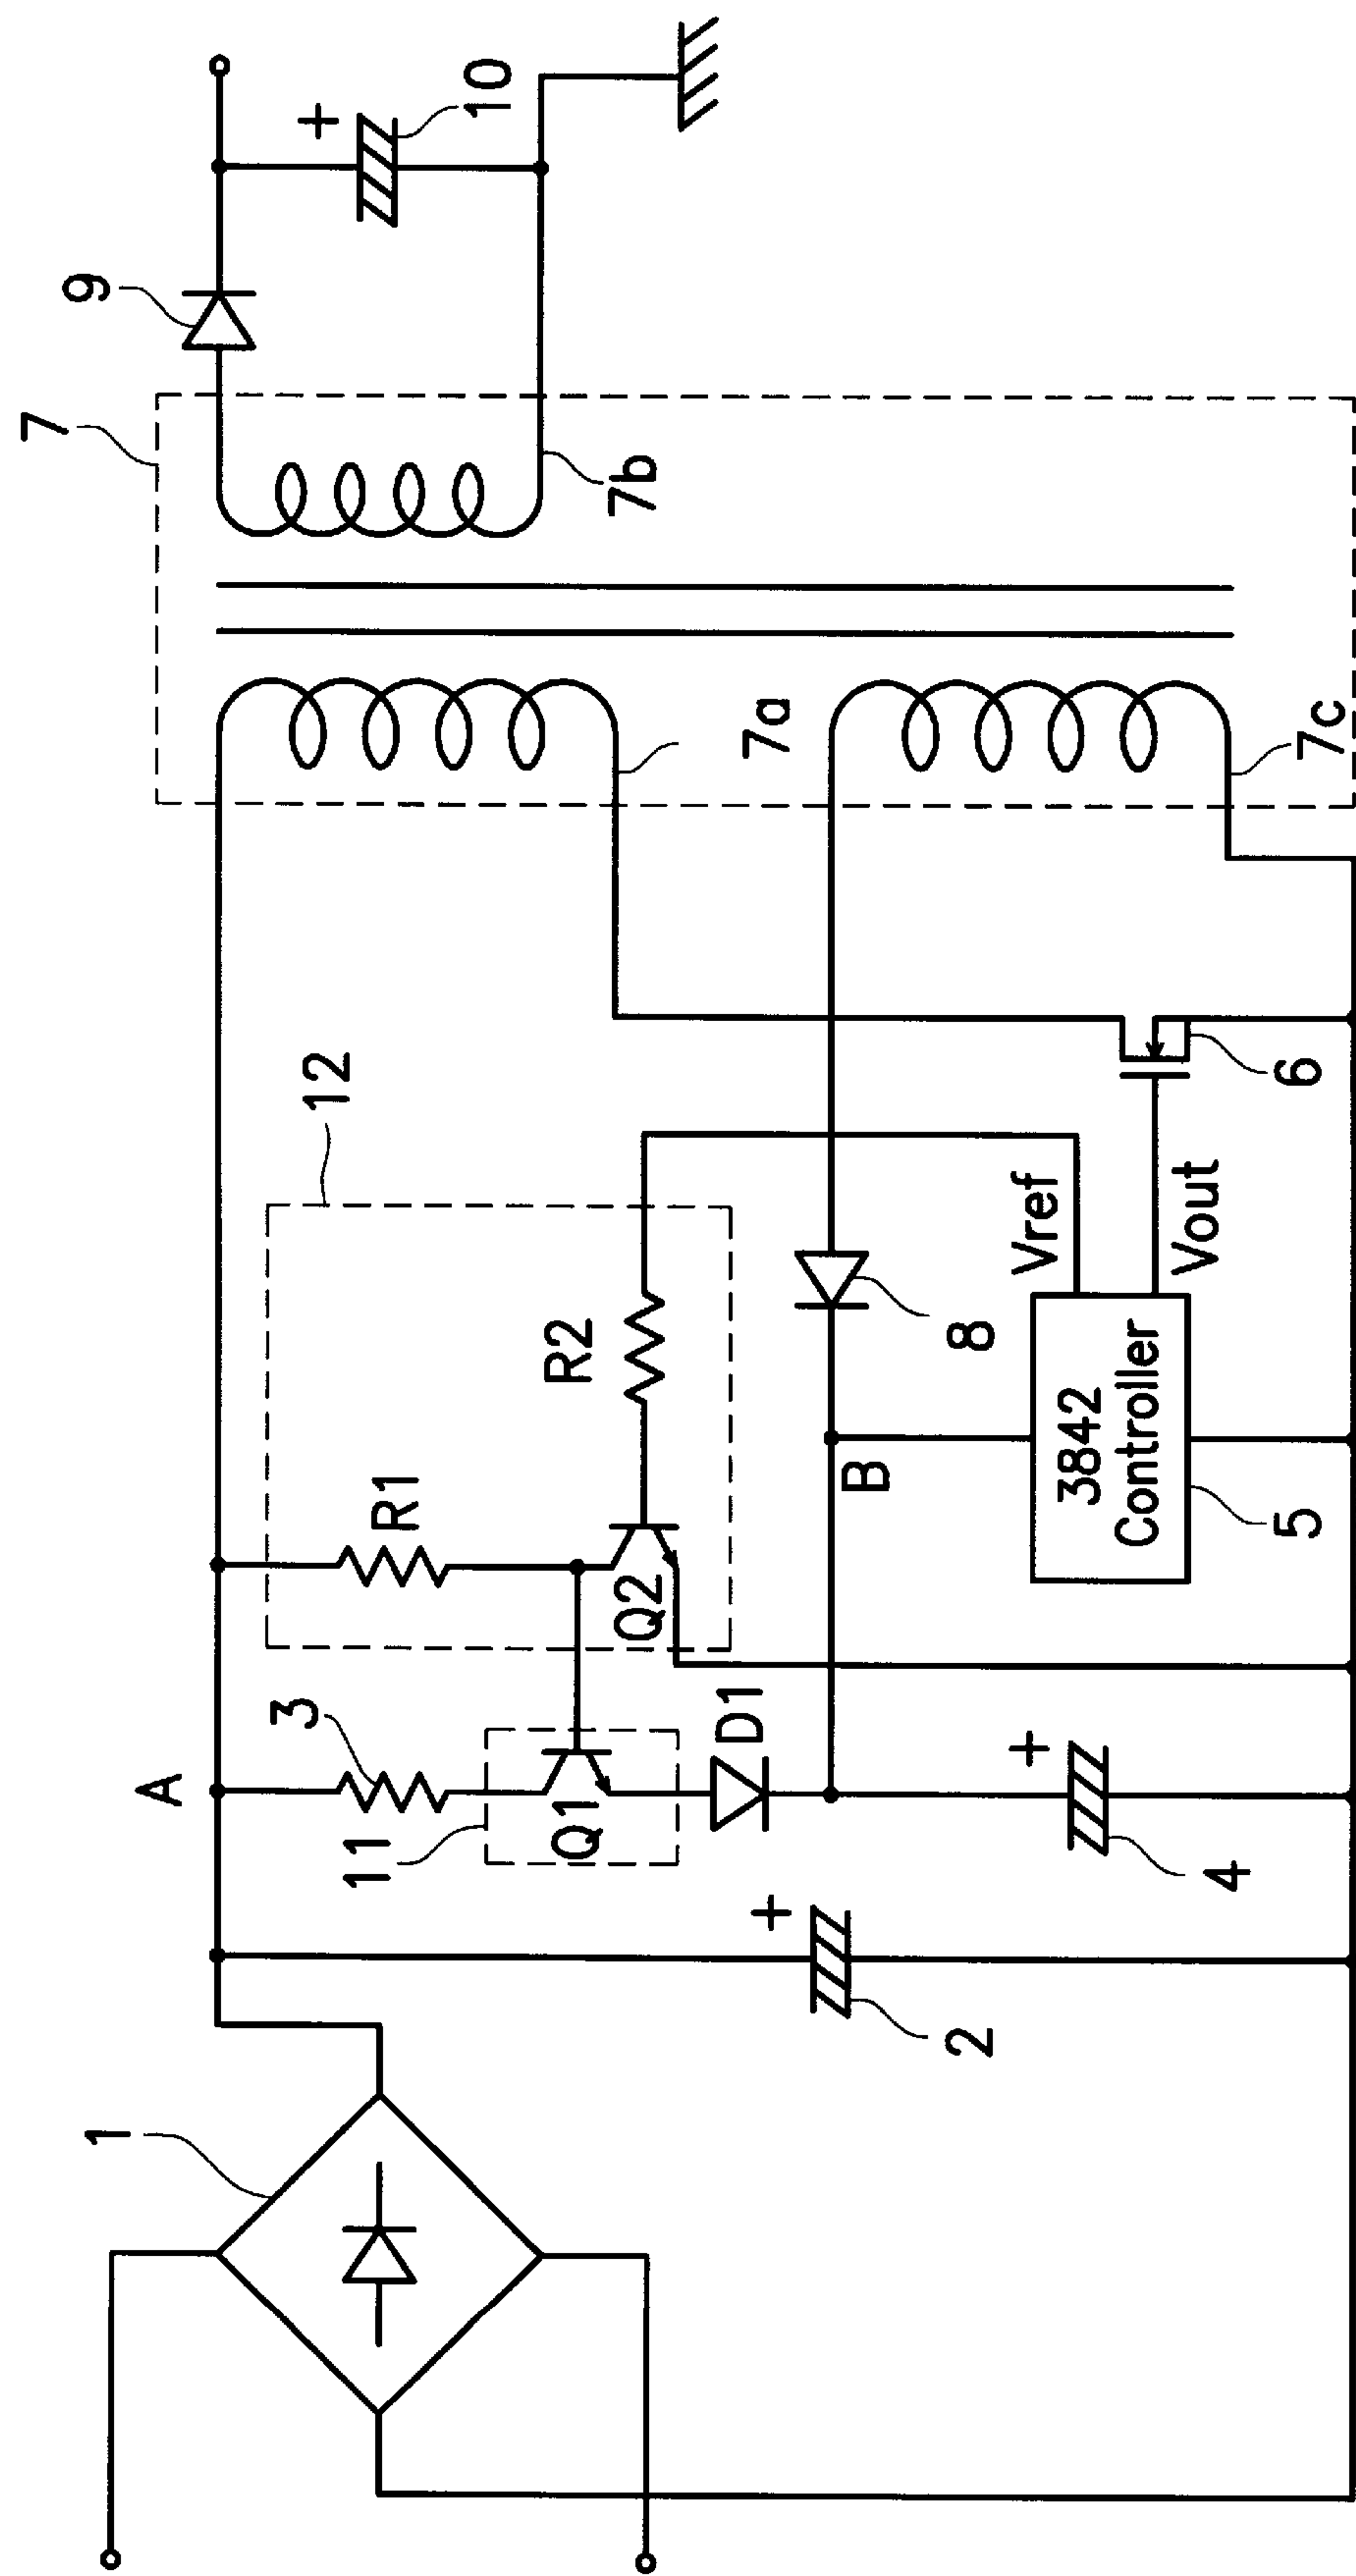 1
2
A
3
11
Q1
D1
4
12
R1
R2
Q2
B
8
3842
Controller
5
Vref
Vout
6
7
7a
7b
7c
9
+
10
+
+